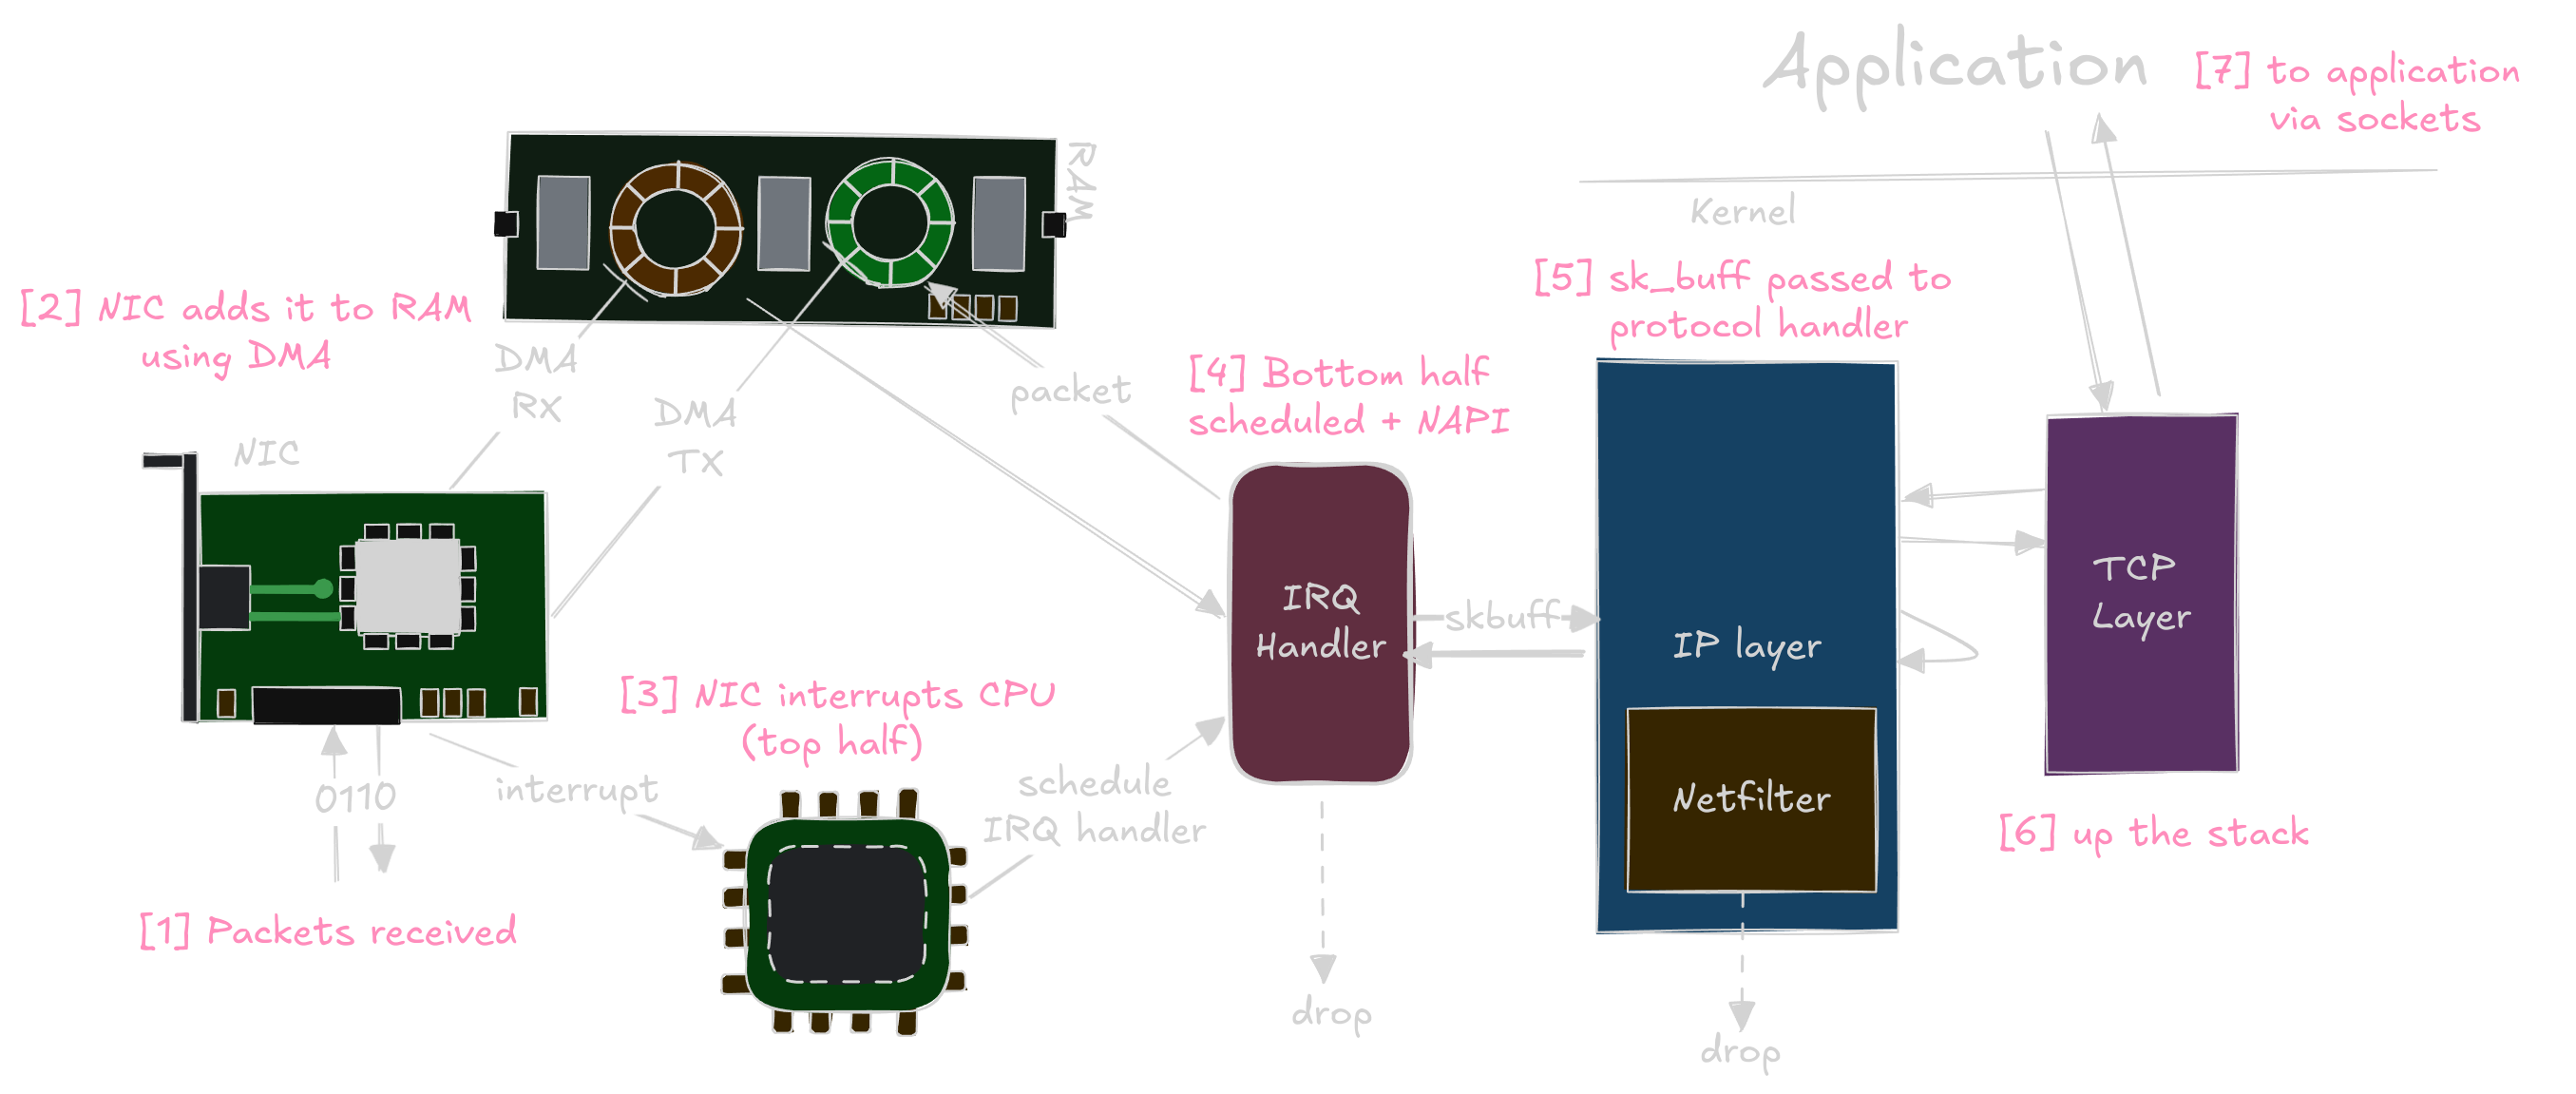 Application
[7] to application
via sockets
RAM
Kernel
[5] sk_buff passed to
protocol handler
[2] NIC adds it to RAM
using DMA
DMA
RX
DMA
TX
packet
[4] Bottom half
scheduled + NAPI
NIC
IRQ
Handler
skbuff
IP layer
TCP
Layer
[3] NIC interrupts CPU
(top half)
0110
interrupt
schedule
IRQ handler
Netfilter
[6] up the stack
[1] Packets received
drop
drop